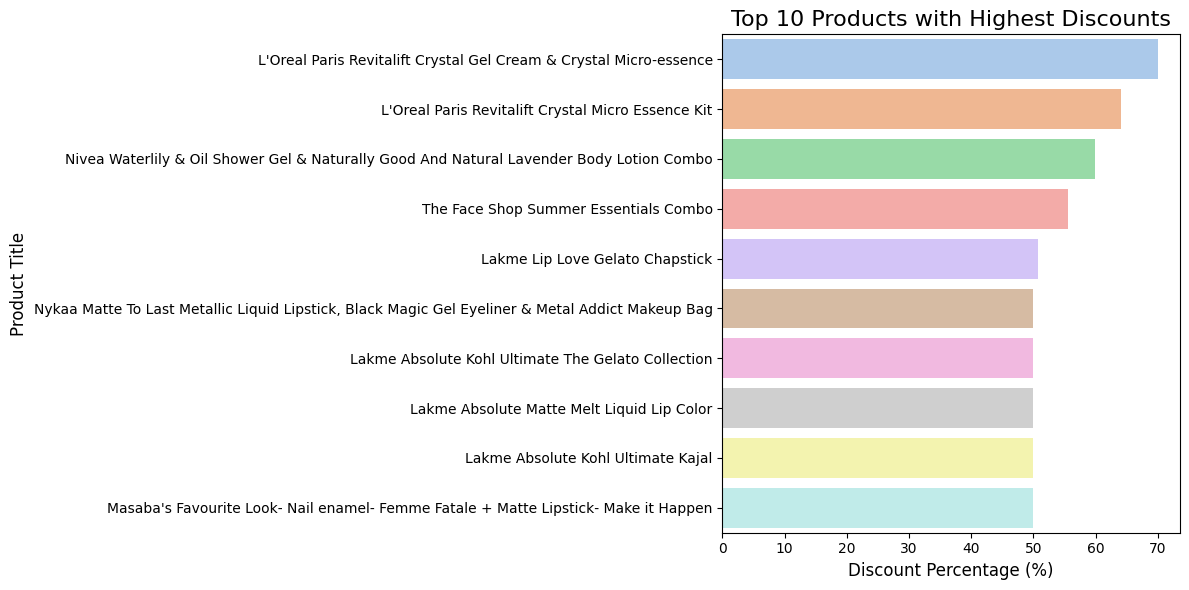 Top 10 Products with Highest Discounts
Product Title
L'Oreal Paris Revitalift Crystal Gel Cream & Crystal Micro-essence
L'Oreal Paris Revitalift Crystal Micro Essence Kit
Nivea Waterlily & Oil Shower Gel & Naturally Good And Natural Lavender Body Lotion Combo
The Face Shop Summer Essentials Combo
Lakme Lip Love Gelato Chapstick
Nykaa Matte To Last Metallic Liquid Lipstick, Black Magic Gel Eyeliner & Metal Addict Makeup Bag
Lakme Absolute Kohl Ultimate The Gelato Collection
Lakme Absolute Matte Melt Liquid Lip Color
Lakme Absolute Kohl Ultimate Kajal
Masaba's Favourite Look- Nail enamel- Femme Fatale + Matte Lipstick- Make it Happen
0 10 20 30 40 50 60 70
Discount Percentage (%)